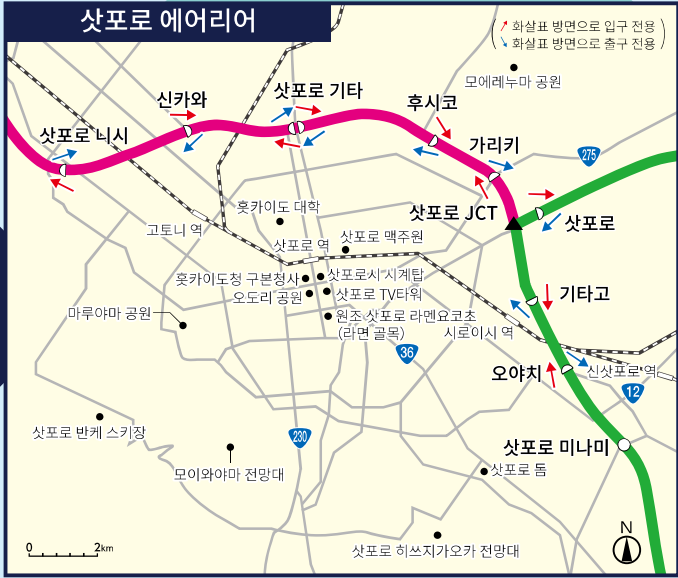 삿포로 에어리어
화살표 방면으로 입구 전용
화살표 방면으로 출구 전용
모에레누마 공원
삿포로 기타
신카와
후시코
삿포로 니시
가리키
275
홋카이도 대학
삿포로 JCT
삿포로
고토니 역
삿포로 역
삿포로 맥주원
홋카이도청 구본청사
삿포로시 시계탑
오도리 공원
삿포로 TV타워
기타고
마루야마 공원
원조 삿포로 라멘요코초
(라면 골목)
시로이시 역
36
오야치
신삿포로 역
12
삿포로 반케 스키장
230
삿포로 미나미
모이와야마 전망대
삿포로 돔
N
삿포로 히쓰지가오카 전망대
0 2km